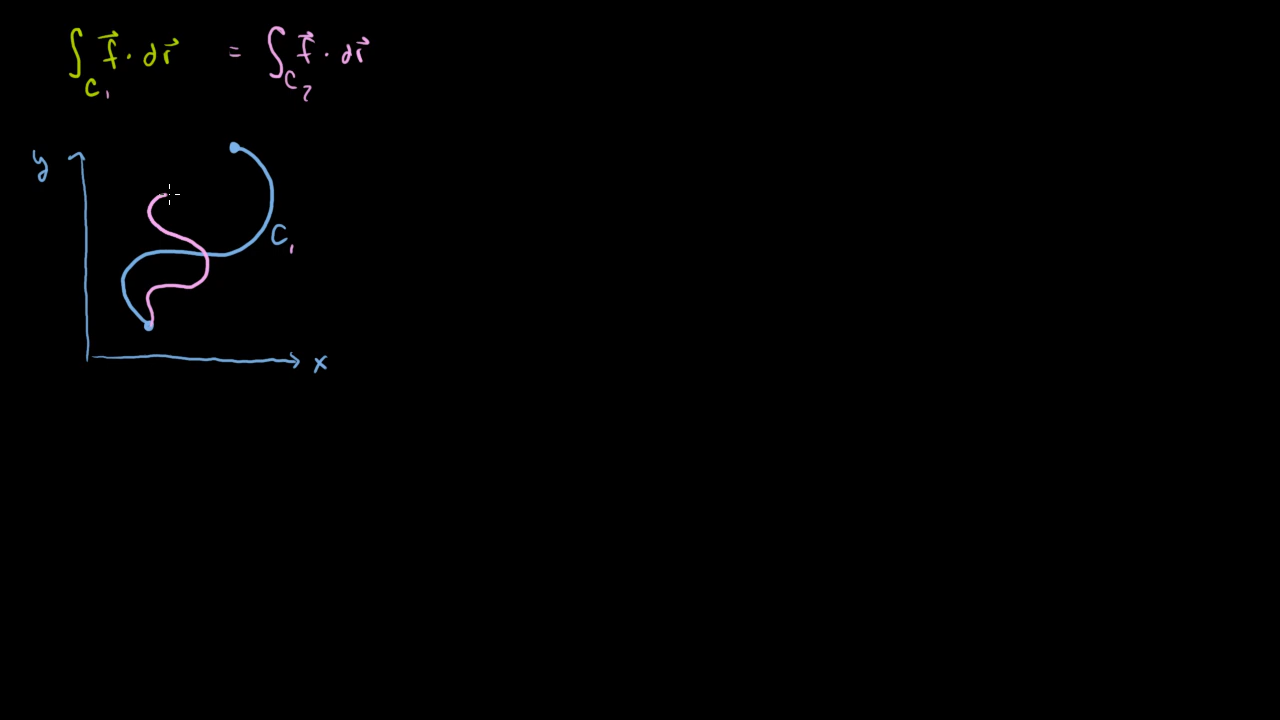 ∫_{C₁} f⃗ · dr⃗ = ∫_{C₂} f⃗ · dr⃗
y
C₁
x